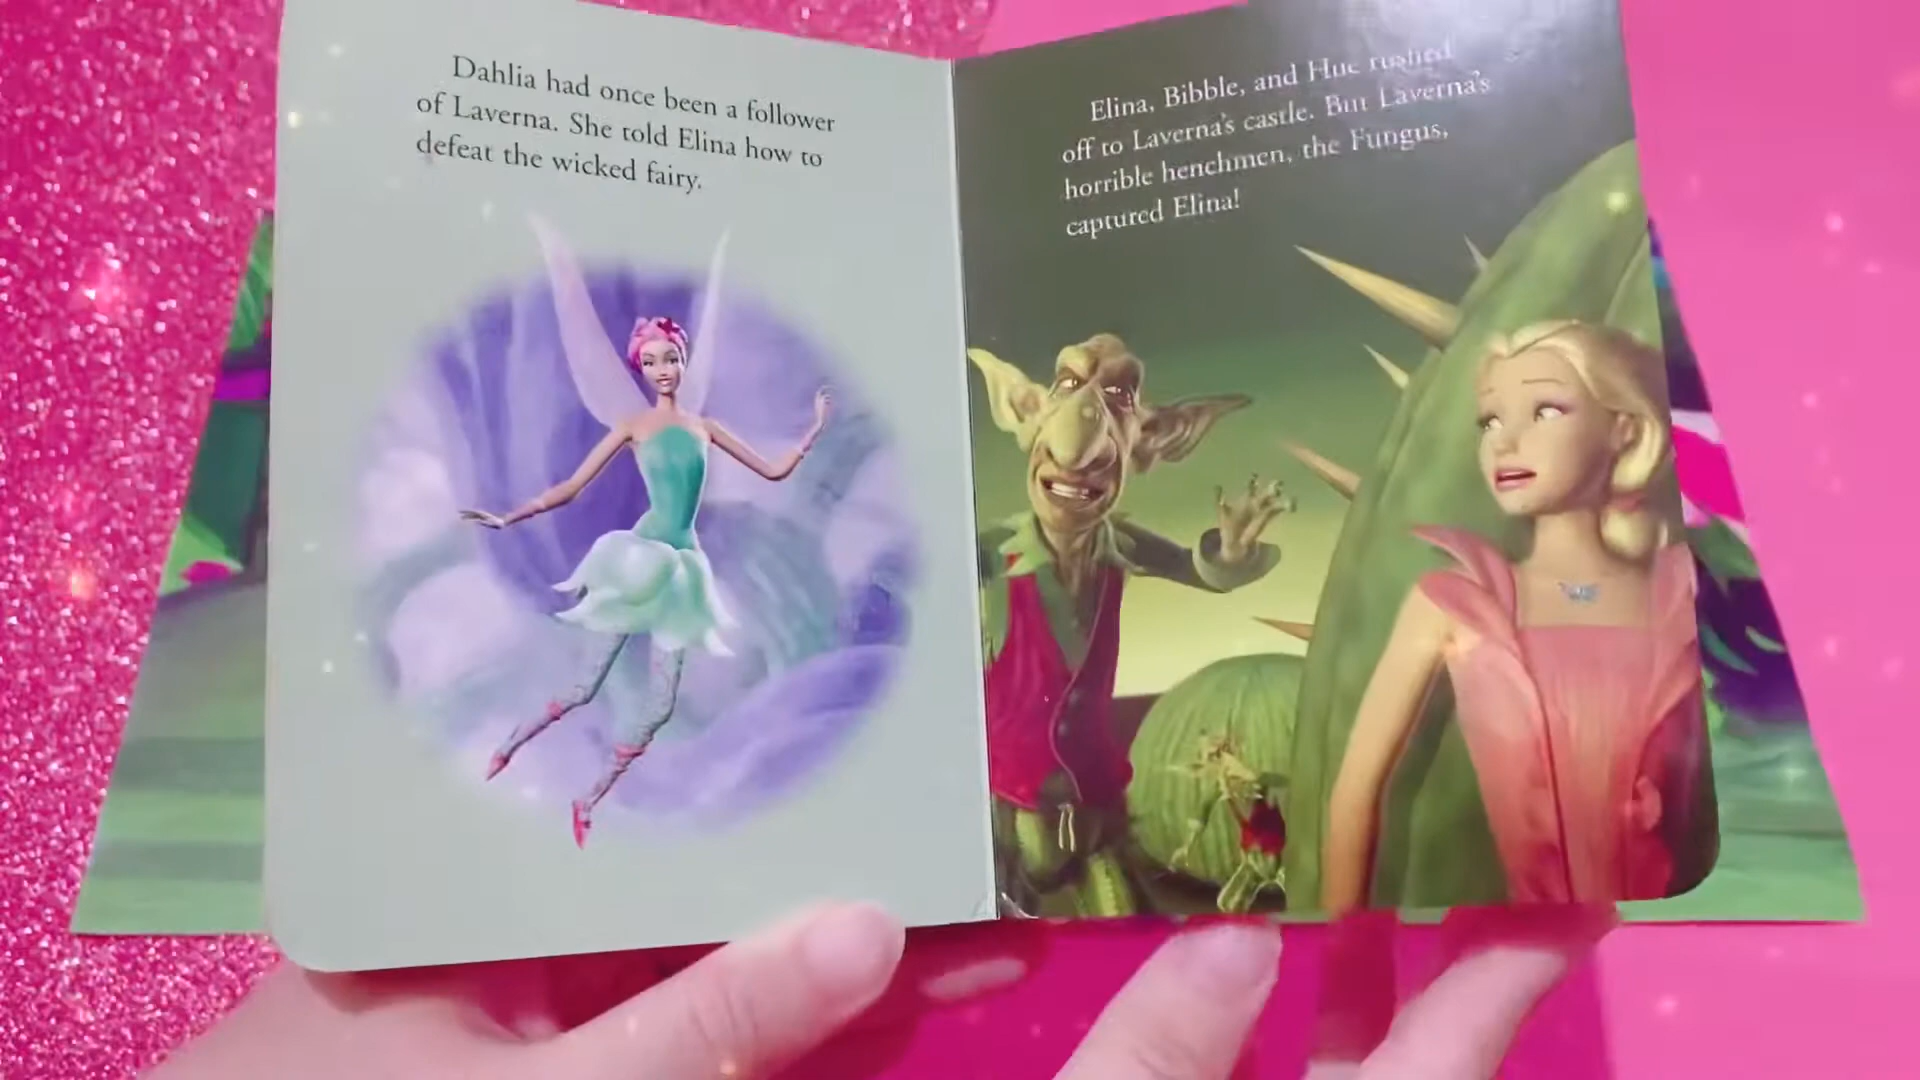 Dahlia had once been a follower
of Laverna. She told Elina how to
defeat the wicked fairy.
Elina, Bibble, and Hue rushed
off to Laverna's castle. But Laverna's
horrible henchmen, the Fungus,
captured Elina!